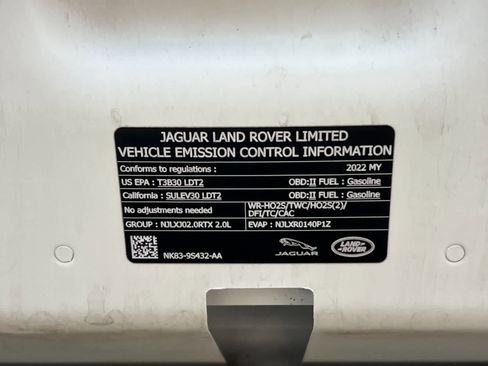 JAGUAR LAND ROVER LIMITED
VEHICLE EMISSION CONTROL INFORMATION
Conforms to regulations : 2022 MY
US EPA : T3B30 LDT2 OBD:II FUEL : Gasoline
California : SULEV30 LDT2 OBD:II FUEL : Gasoline
No adjustments needed WR-HO2S/TWC/HO2S(2)/
DFI/TC/CAC
GROUP : NJLXJ02.0RTX 2.0L EVAP : NJLXR0140P1Z
NK83-9S432-AA
JAGUAR
LAND-
ROVER